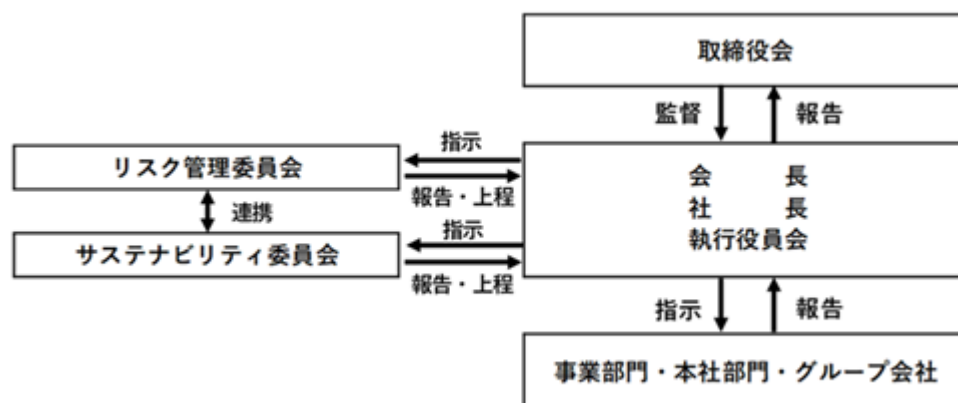 取締役会
監督
報告
指示
リスク管理委員会
報告・上程
会　　　長
社　　　長
執行役員会
連携
指示
サステナビリティ委員会
報告・上程
指示
報告
事業部門・本社部門・グループ会社